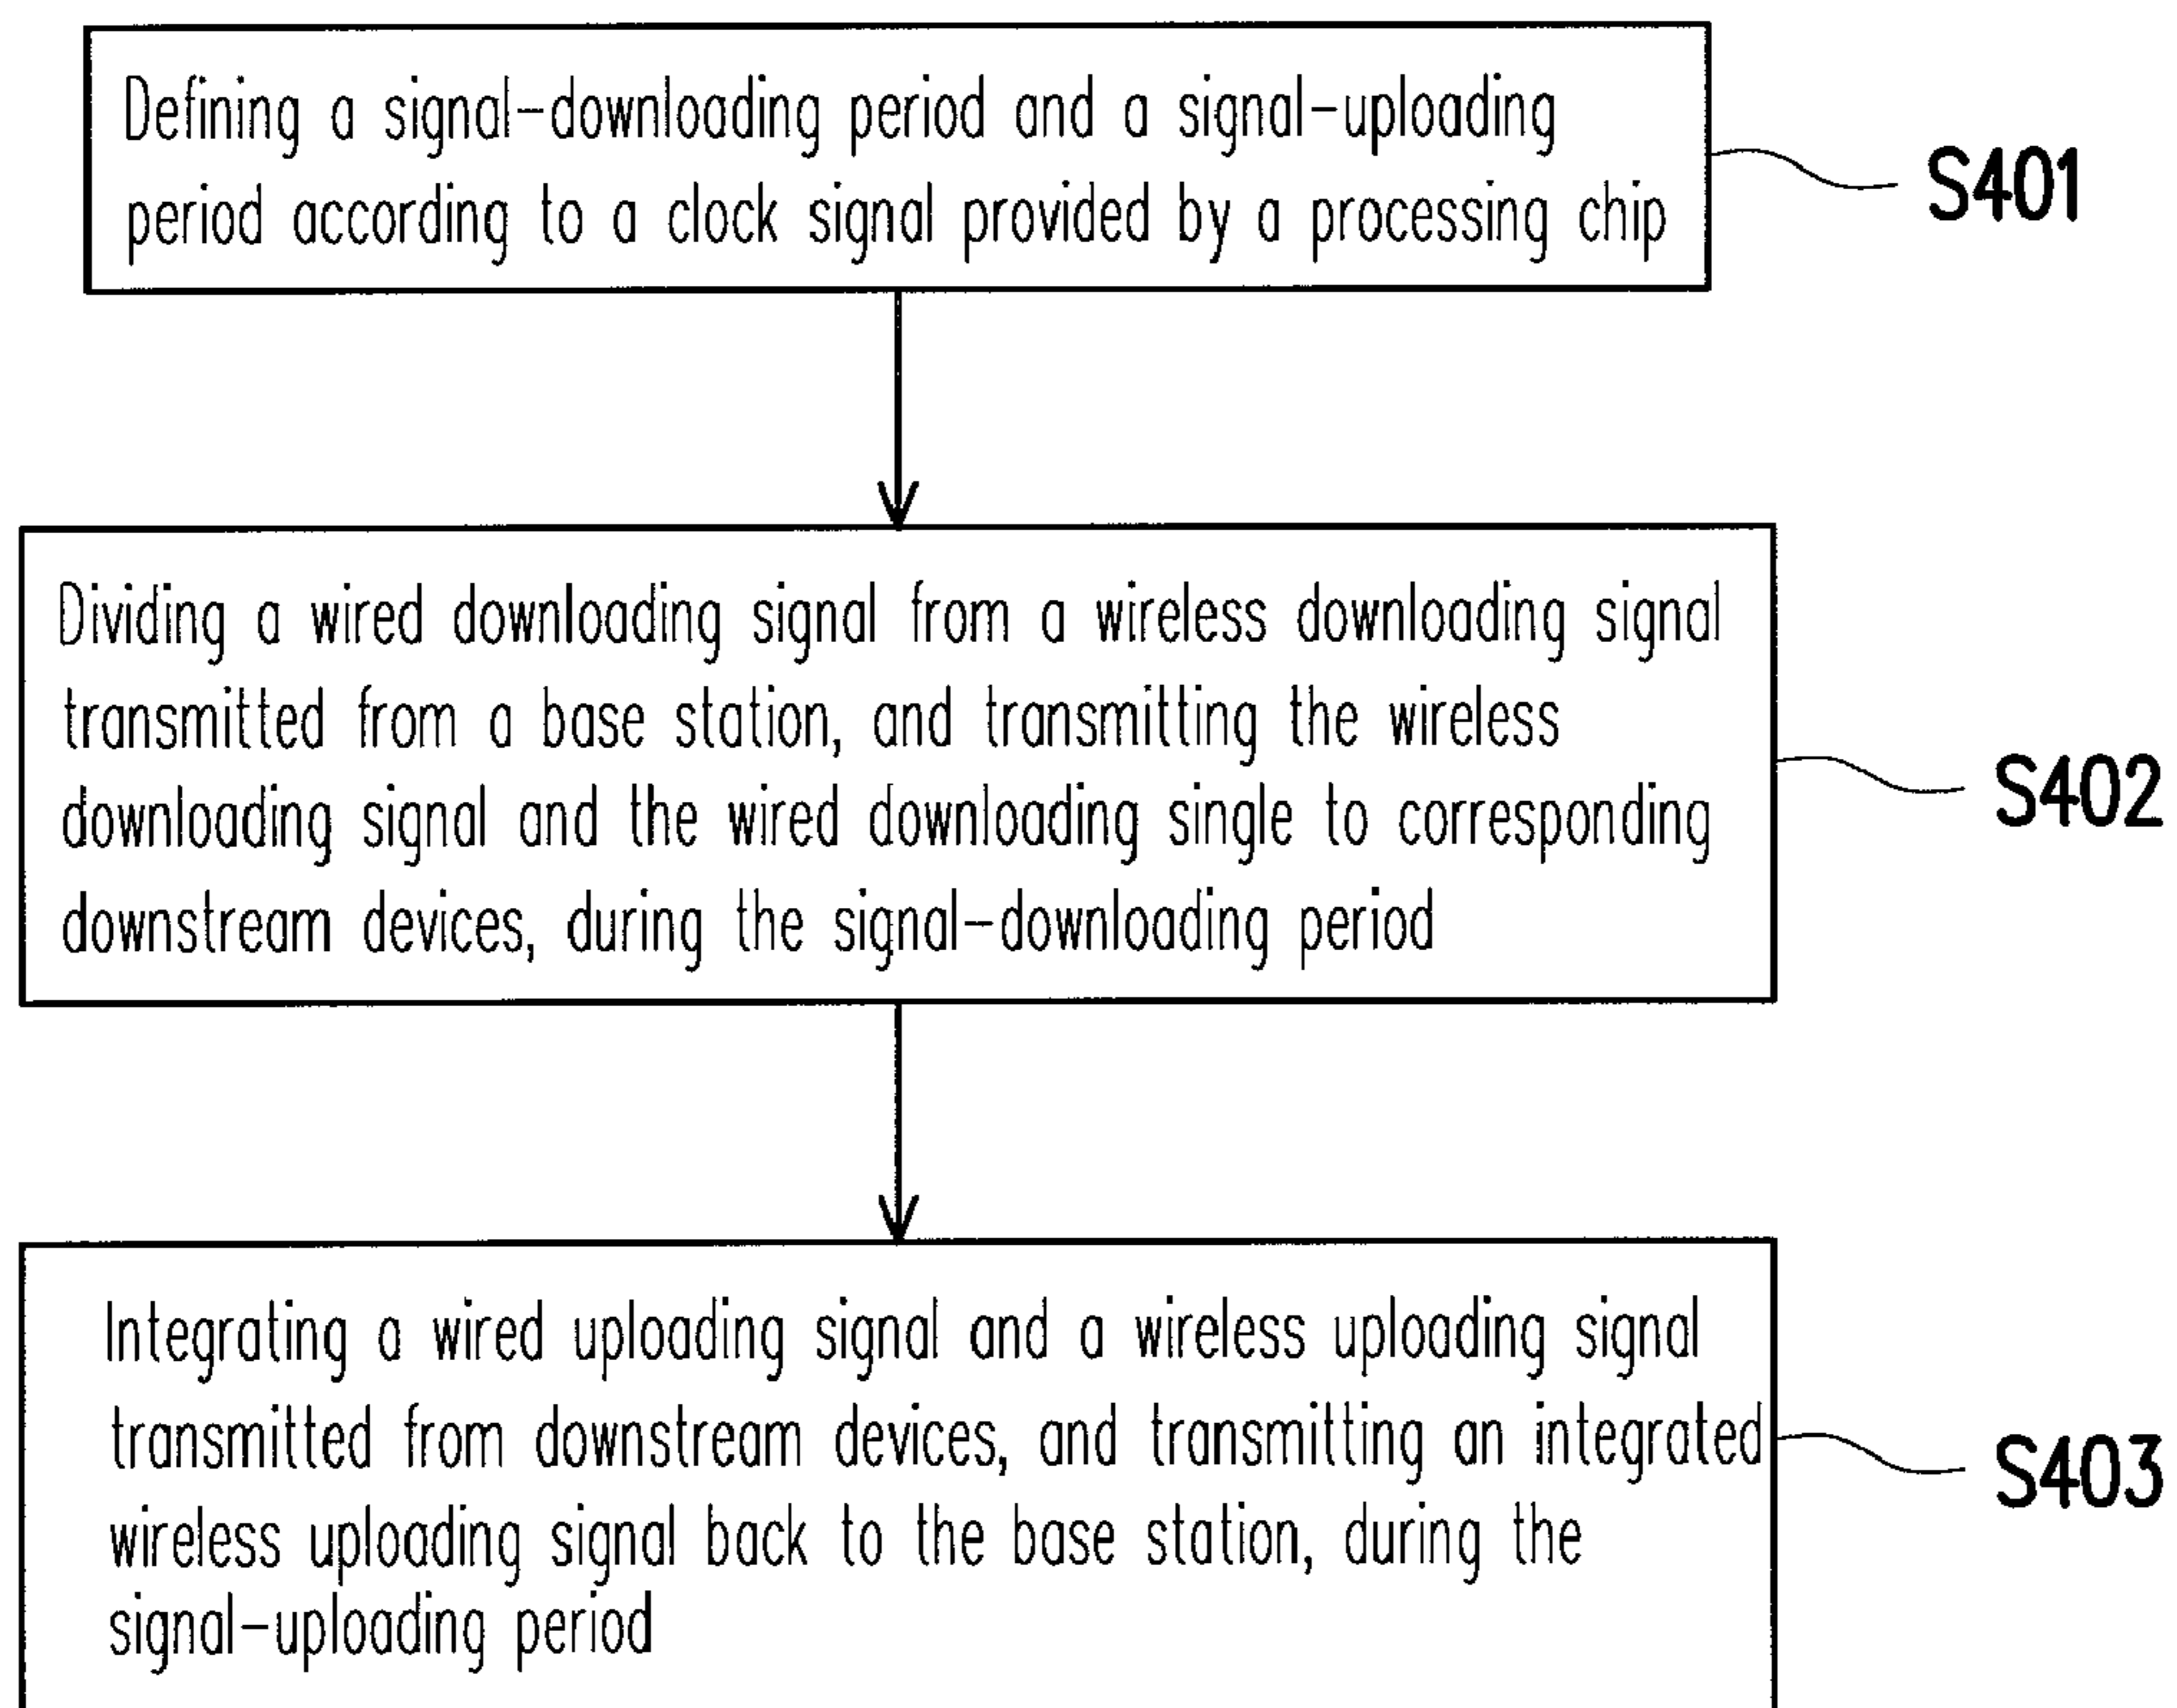 Defining a signal-downloading period and a signal-uploading
period according to a clock signal provided by a processing chip
S401
Dividing a wired downloading signal from a wireless downloading signal
transmitted from a base station, and transmitting the wireless
downloading signal and the wired downloading single to corresponding
downstream devices, during the signal-downloading period
S402
Integrating a wired uploading signal and a wireless uploading signal
transmitted from downstream devices, and transmitting an integrated
wireless uploading signal back to the base station, during the
signal-uploading period
S403